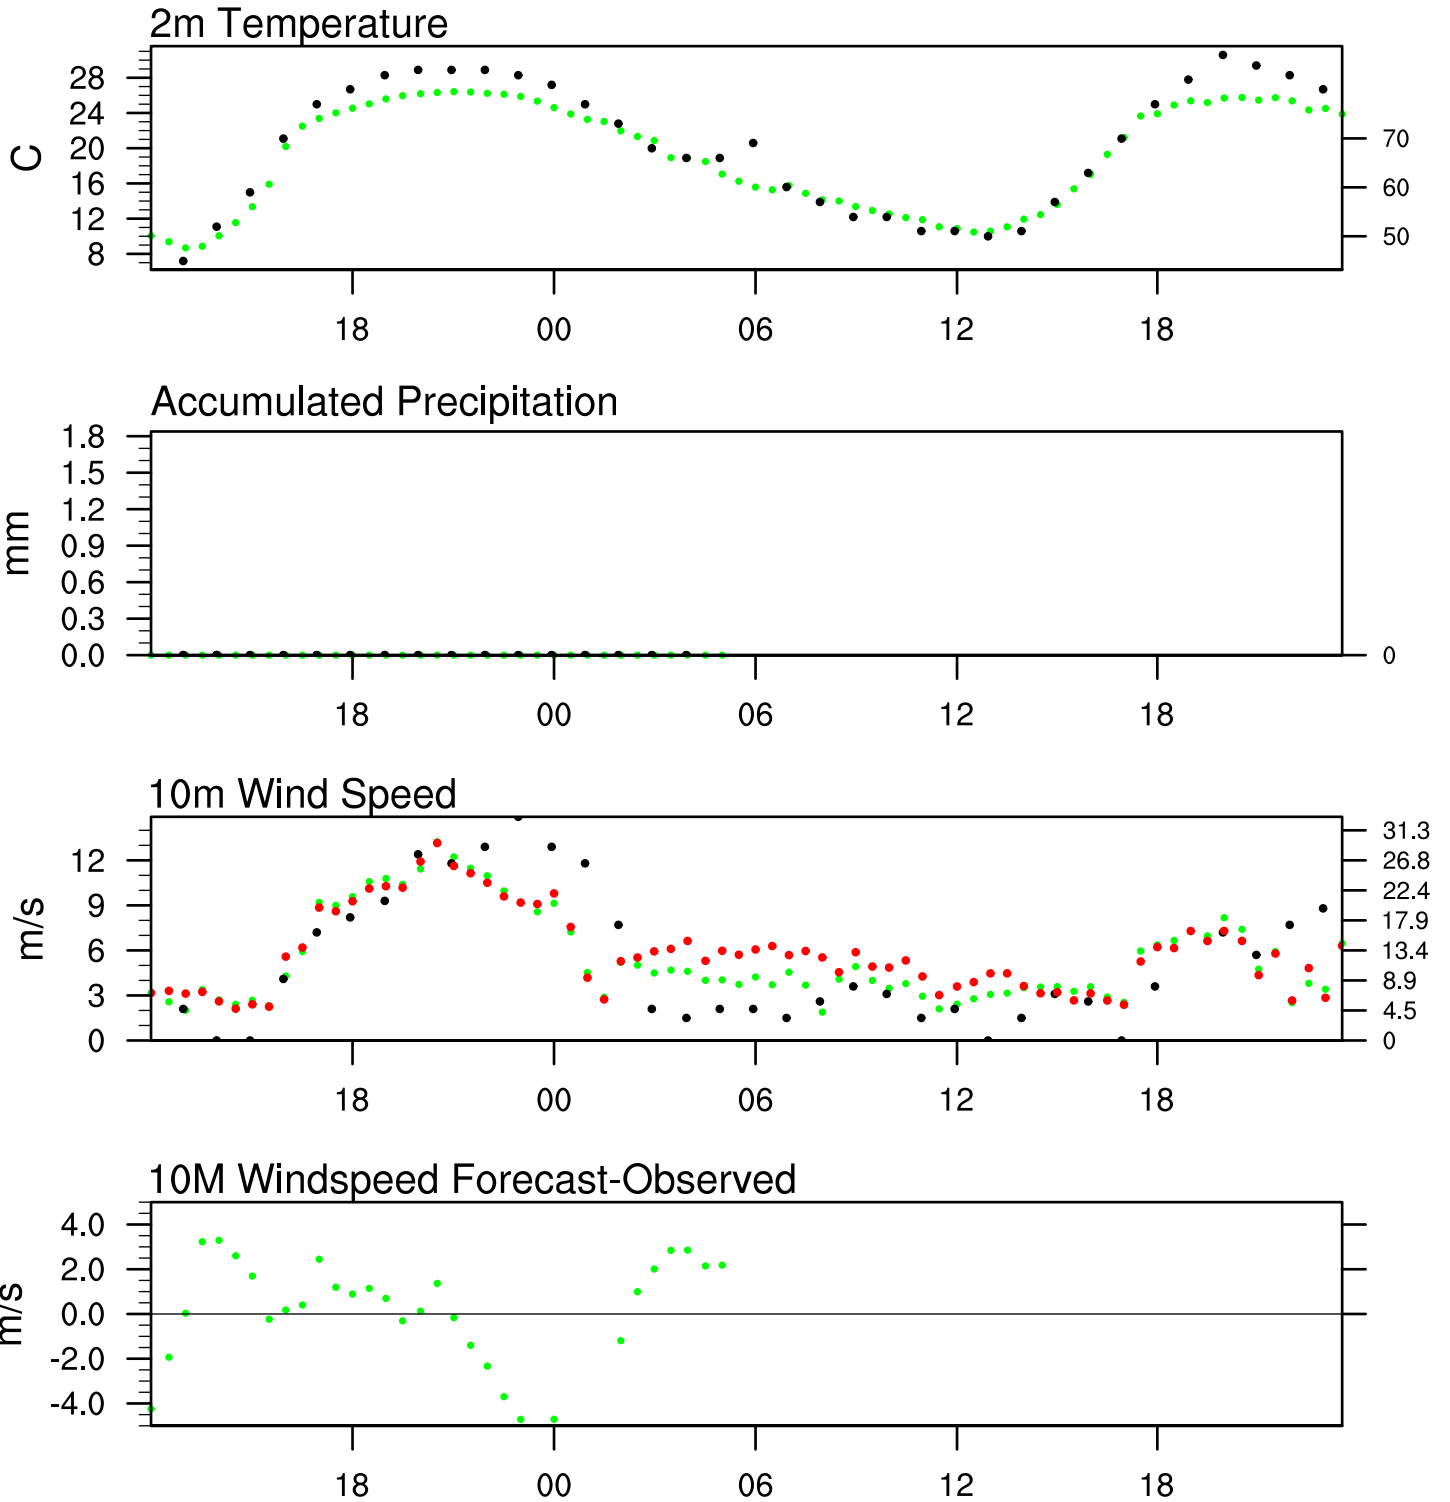 2m Temperature
28
24
20
16
12
8
C
70
60
50
18 00 06 12 18
Accumulated Precipitation
1.8
1.5
1.2
0.9
0.6
0.3
0.0
mm
0
18 00 06 12 18
10m Wind Speed
12
9
6
3
0
m/s
31.3
26.8
22.4
17.9
13.4
8.9
4.5
0
18 00 06 12 18
10M Windspeed Forecast-Observed
4.0
2.0
0.0
-2.0
-4.0
m/s
18 00 06 12 18